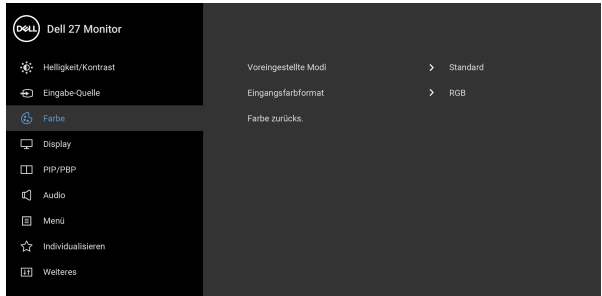 DELL Dell 27 Monitor
Helligkeit/Kontrast
Eingabe-Quelle
Farbe
Display
PIP/PBP
Audio
Menü
Individualisieren
Weiteres
Voreingestellte Modi Standard
Eingangsfarbformat RGB
Farbe zurücks.